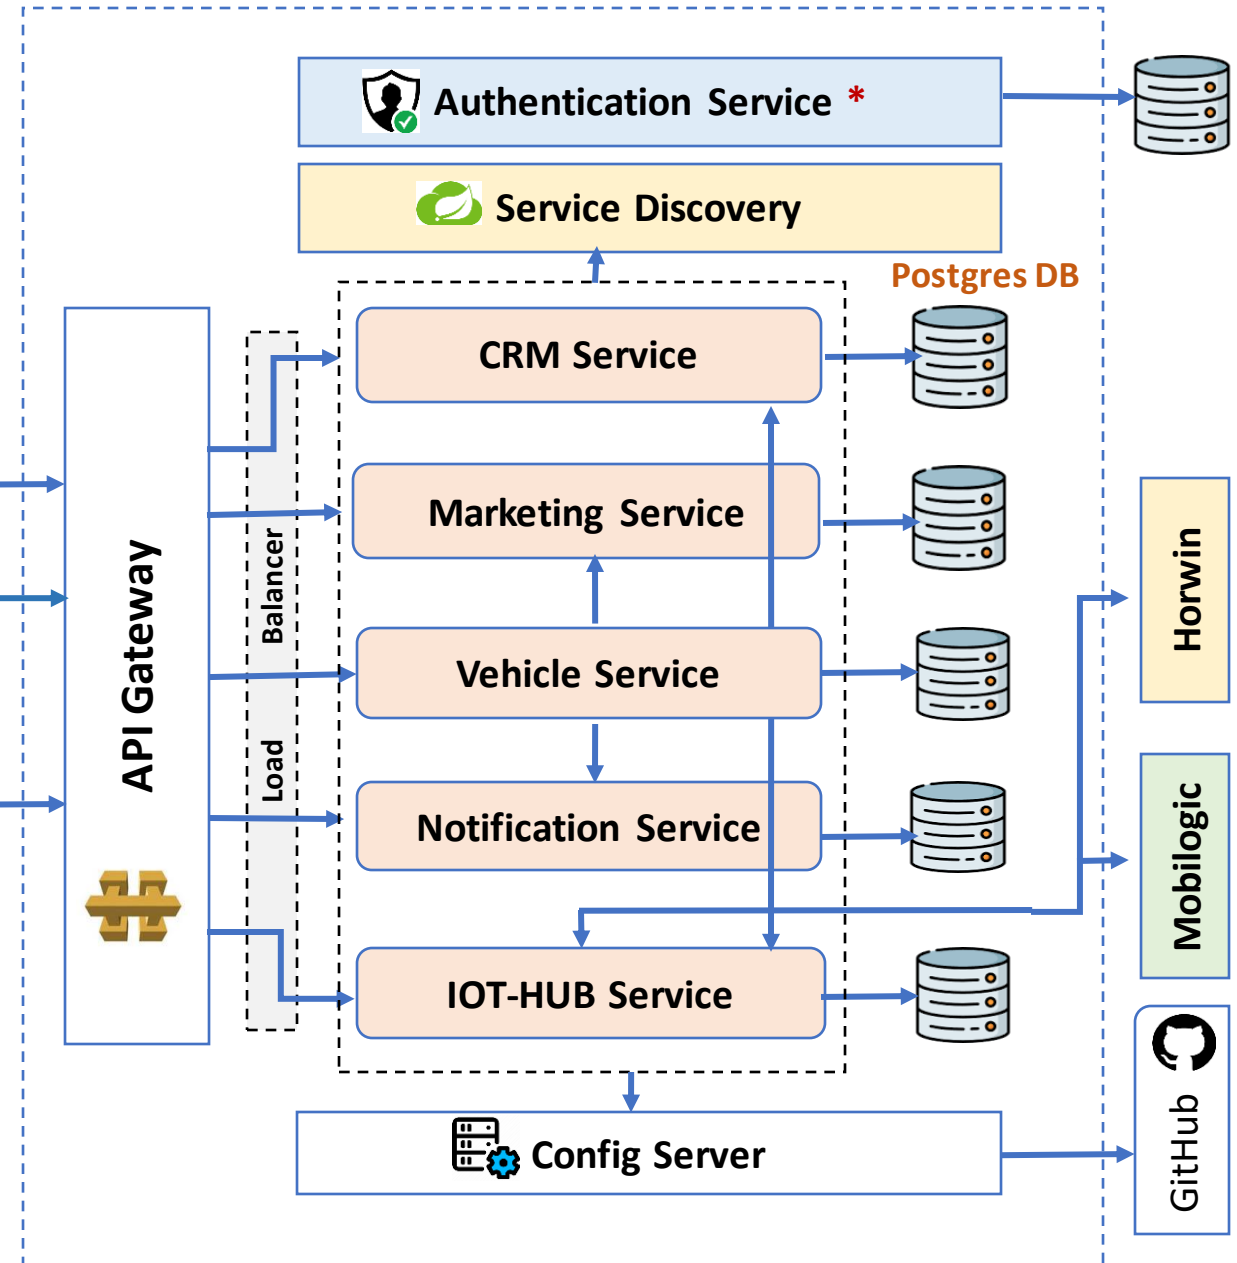 Authentication Service *
Service Discovery
Postgres DB
API Gateway
Load Balancer
CRM Service
Marketing Service
Vehicle Service
Notification Service
IOT-HUB Service
Horwin
Mobilogic
GitHub
Config Server